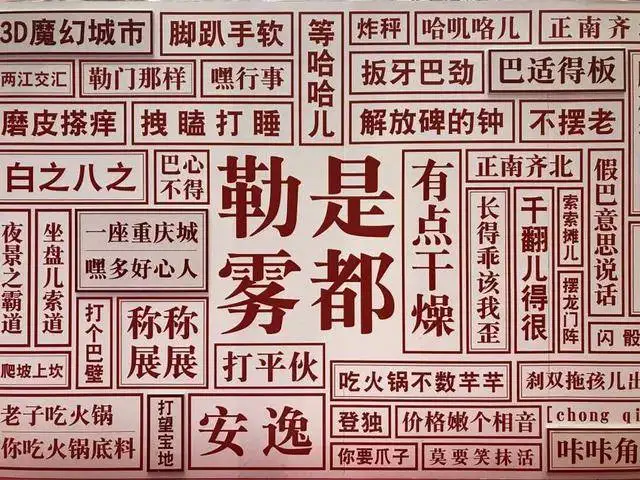 3D魔幻城市
脚趴手软
等哈哈儿
炸秤
哈叽咯儿
正南齐
两江交汇
勒门那样
嘿行事
扳牙巴劲
巴适得板
磨皮搽痒
拽瞌打睡
解放碑的钟
不摆老
白之八之
巴心
不得
勒是
雾都
有点干燥
正南齐北
假巴意思说话
夜景之霸道
坐盘儿索道
一座重庆城
嘿多好心人
长得乖该我歪
千翻儿得很
索索摊儿
摆龙门阵
打个巴壁
称称
展展
打平伙
闪骰
爬坡上坎
吃火锅不数芊芊
刹双拖孩儿出
老子吃火锅
你吃火锅底料
打望宝地
安逸
登独
价格嫩个相音
[chong qi
你要爪子
莫要笑抹活
咔咔角